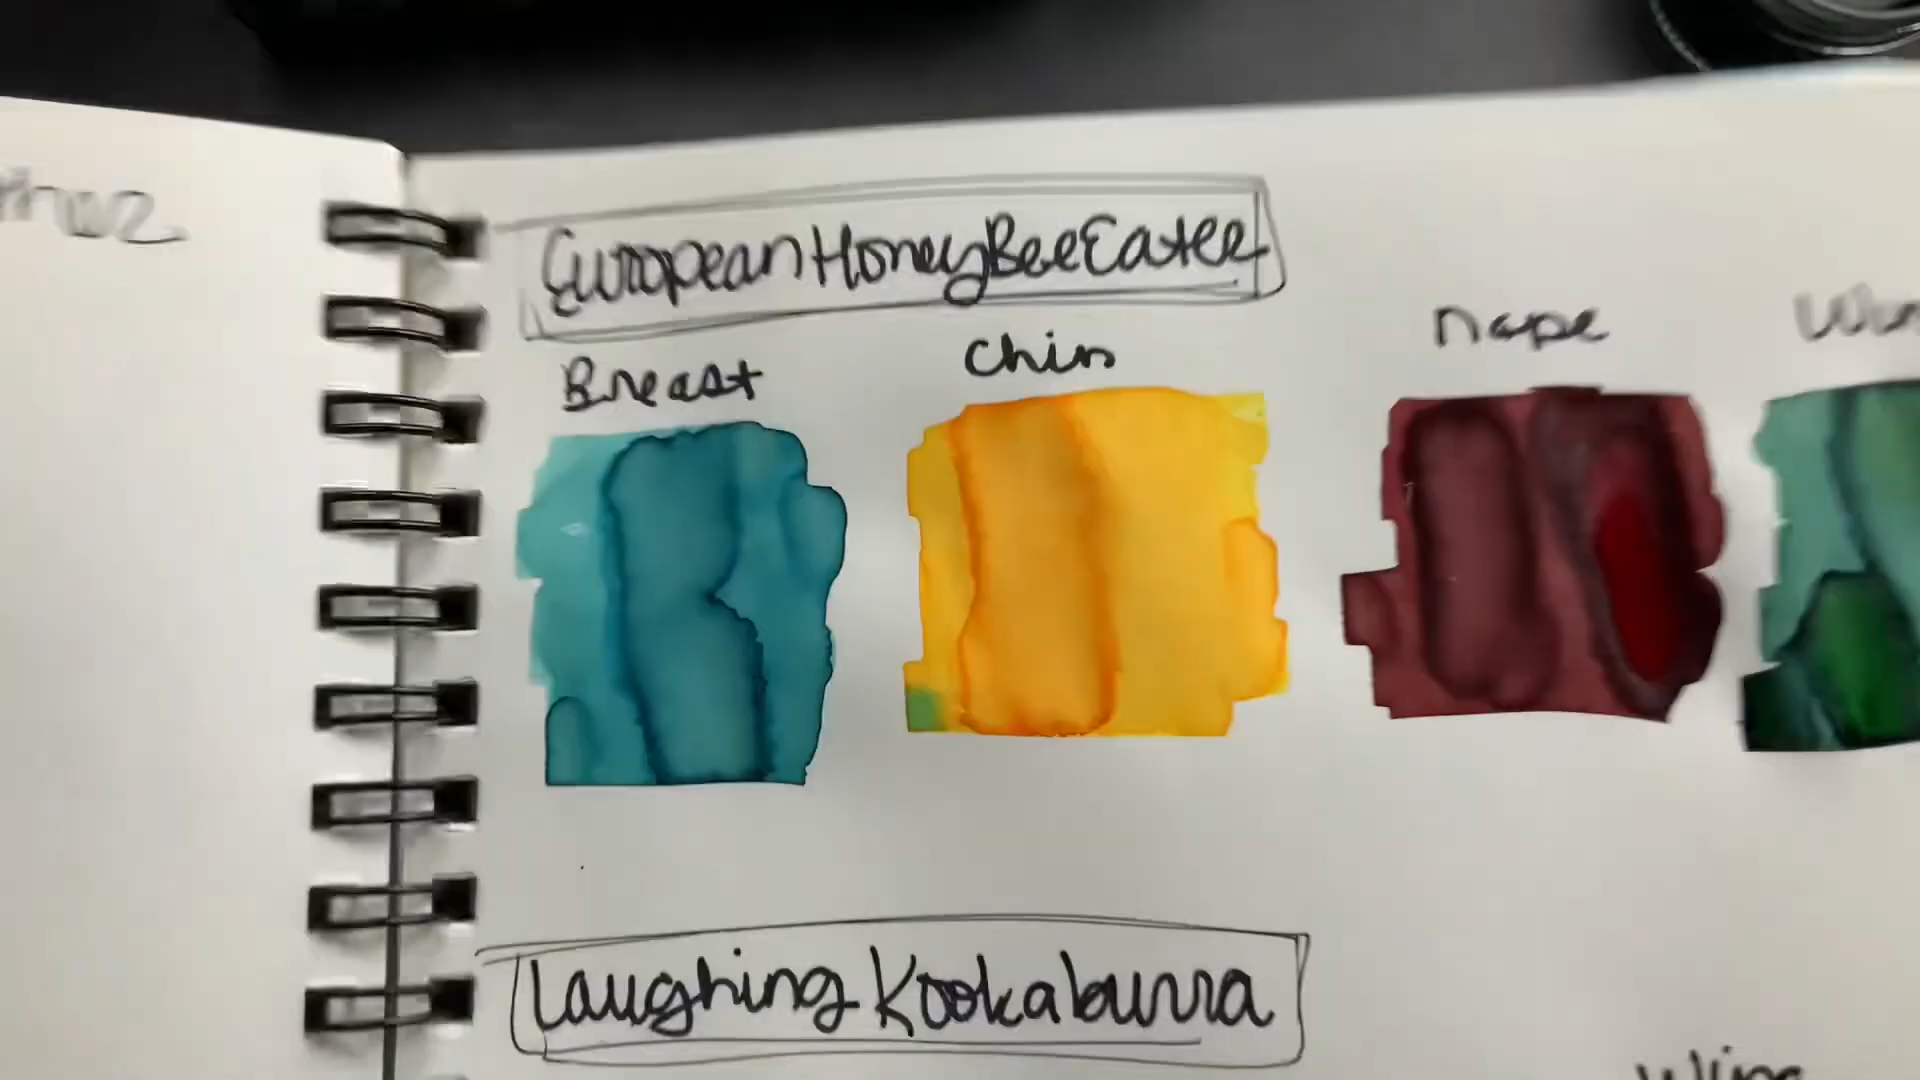 European Honey Bee Eater
Breast
Chin
nape
Laughing Kookaburra